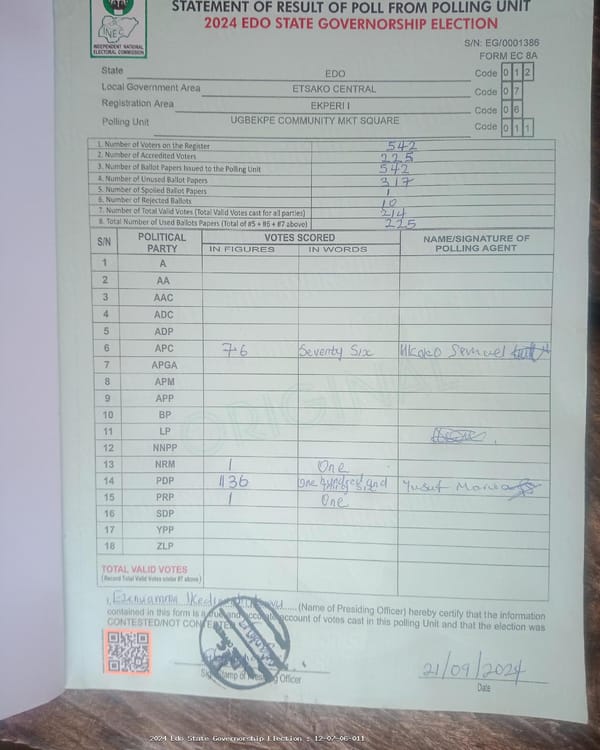 INEC
INDEPENDENT NATIONAL ELECTORAL COMMISSION
STATEMENT OF RESULT OF POLL FROM POLLING UNIT
2024 EDO STATE GOVERNORSHIP ELECTION
S/N: EG/0001386
FORM EC 8A
State EDO Code 0 1 2
Local Government Area ETSAKO CENTRAL Code 0 7
Registration Area EKPERI I Code 0 6
Polling Unit UGBEKPE COMMUNITY MKT SQUARE Code 0 1 1
1. Number of Voters on the Register 542
2. Number of Accredited Voters 225
3. Number of Ballot Papers Issued to the Polling Unit 542
4. Number of Unused Ballot Papers 317
5. Number of Spoiled Ballot Papers 1
6. Number of Rejected Ballots 10
7. Number of Total Valid Votes (Total Valid Votes cast for all parties) 214
8. Total Number of Used Ballots Papers (Total of #5 + #6 + #7 above) 225
S/N POLITICAL PARTY VOTES SCORED NAME/SIGNATURE OF POLLING AGENT
IN FIGURES IN WORDS
1 A
2 AA
3 AAC
4 ADC
5 ADP
6 APC 76 Seventy Six
7 APGA
8 APM
9 APP
10 BP
11 LP
12 NNPP
13 NRM 1 One
14 PDP 136 One hundred and thirty six Yusuf
15 PRP 1 One
16 SDP
17 YPP
18 ZLP
ORIGINAL
TOTAL VALID VOTES
(Record Total Valid Votes under #7 above)
I, (Name of Presiding Officer) hereby certify that the information
contained in this form is a true and accurate account of votes cast in this polling Unit and that the election was
CONTESTED/NOT CONTESTED
Sign/Stamp of Presiding Officer
21/09/2024
Date
2024 Edo State Governorship Election : 12-07-06-011